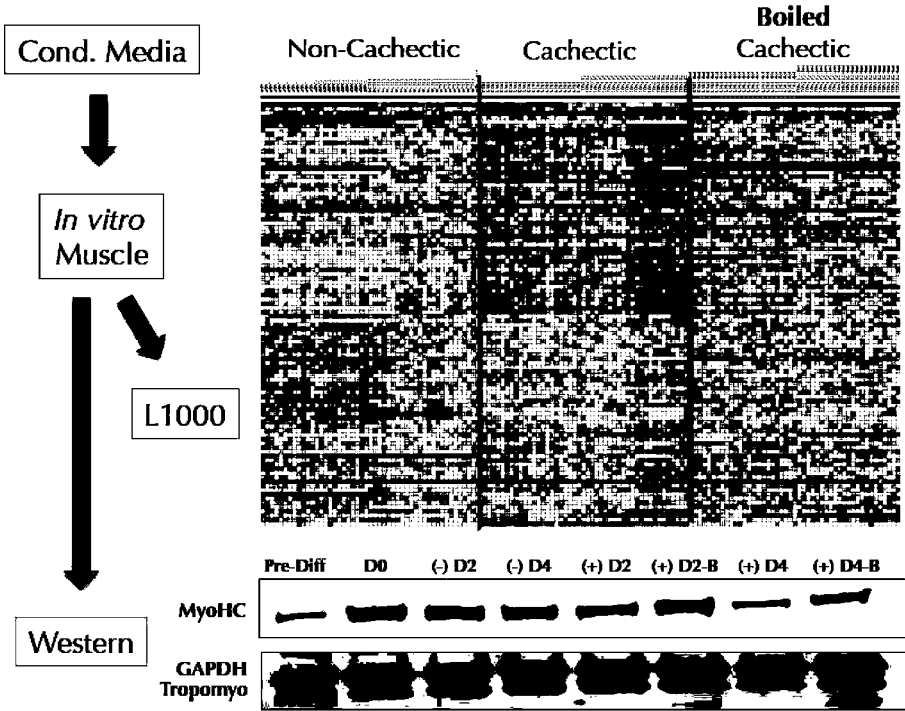 Cond. Media
In vitro
Muscle
L1000
Western
Boiled
Non-Cachectic Cachectic Cachectic
Pre-Diff D0 (-) D2 (-) D4 (+) D2 (+) D2-B (+) D4 (+) D4-B
MyoHC
GAPDH
Tropomyo